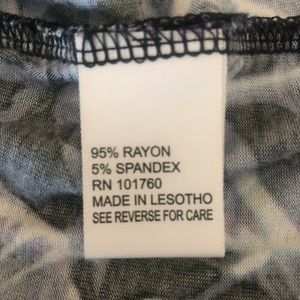 95% RAYON
5% SPANDEX
RN 101760
MADE IN LESOTHO
SEE REVERSE FOR CARE